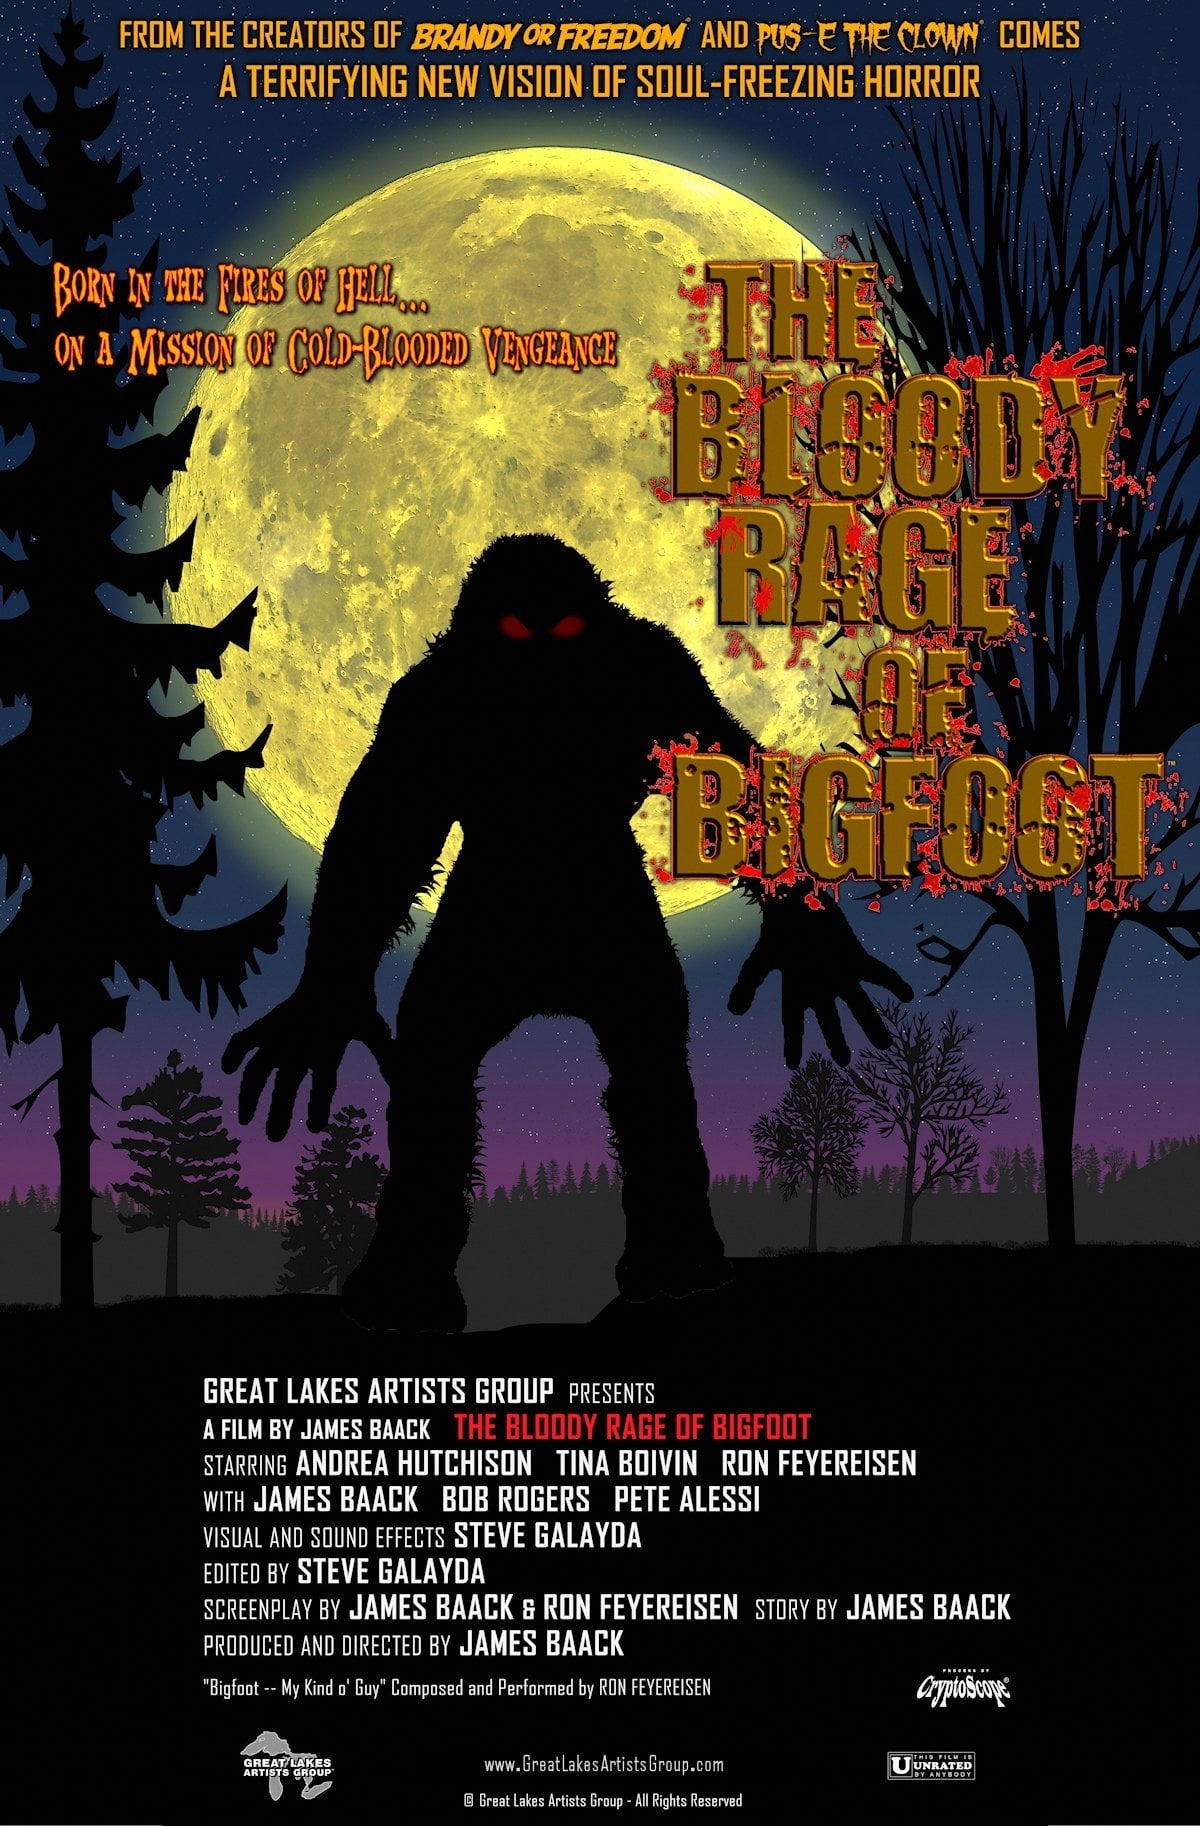 FROM THE CREATORS OF BRANDY OR FREEDOM® AND PUS-E THE CLOWN® COMES
A TERRIFYING NEW VISION OF SOUL-FREEZING HORROR
BORN IN THE FIRES OF HELL...
ON A MISSION OF COLD-BLOODED VENGEANCE
THE
BLOODY
RAGE
OF
BIGFOOT™
GREAT LAKES ARTISTS GROUP PRESENTS
A FILM BY JAMES BAACK THE BLOODY RAGE OF BIGFOOT
STARRING ANDREA HUTCHISON TINA BOIVIN RON FEYEREISEN
WITH JAMES BAACK BOB ROGERS PETE ALESSI
VISUAL AND SOUND EFFECTS STEVE GALAYDA
EDITED BY STEVE GALAYDA
SCREENPLAY BY JAMES BAACK & RON FEYEREISEN STORY BY JAMES BAACK
PRODUCED AND DIRECTED BY JAMES BAACK
"Bigfoot -- My Kind o' Guy" Composed and Performed by RON FEYEREISEN
PROCESS BY
CryptoScope®
GREAT LAKES
ARTISTS GROUP
www.GreatLakesArtistsGroup.com
U THIS FILM IS
UNRATED
BY ANYBODY
© Great Lakes Artists Group - All Rights Reserved